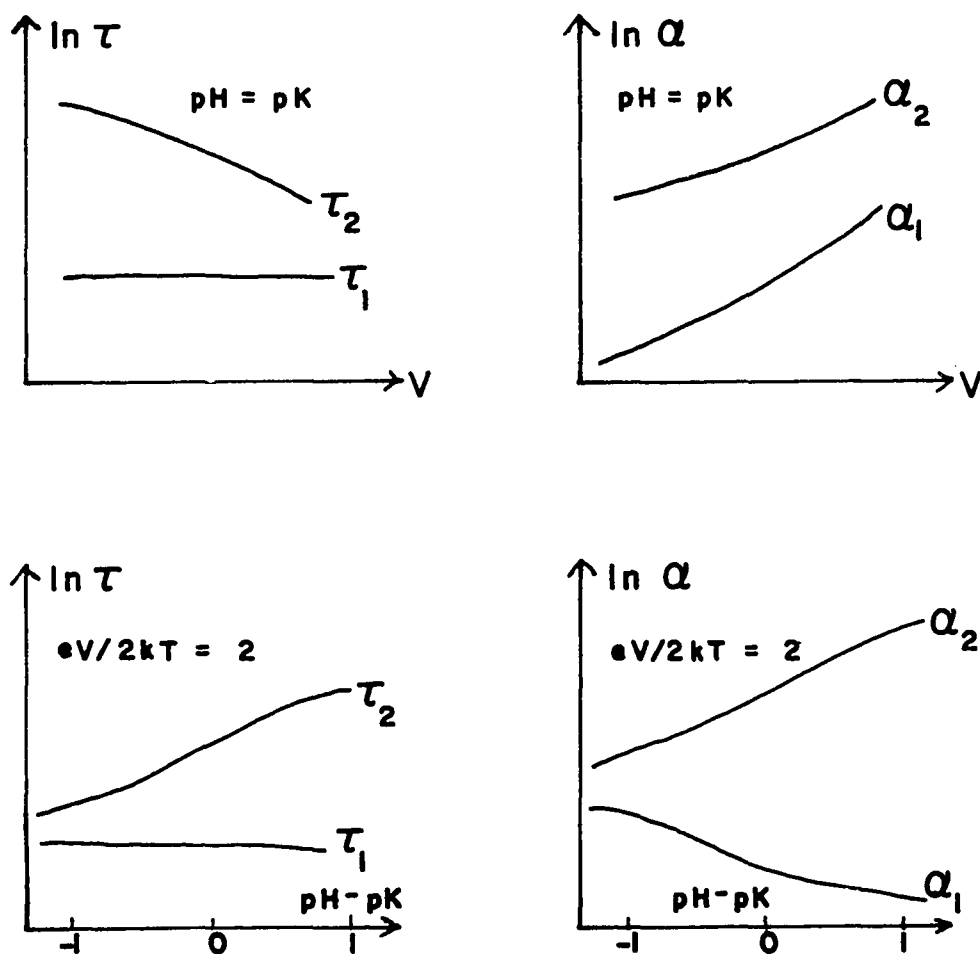 ln τ
pH = pK
τ2
τ1
V
ln α
pH = pK
α2
α1
V
ln τ
eV/2kT = 2
τ2
τ1
pH-pK
-1 0 1
ln α
eV/2kT = 2
α2
α1
pH-pK
-1 0 1